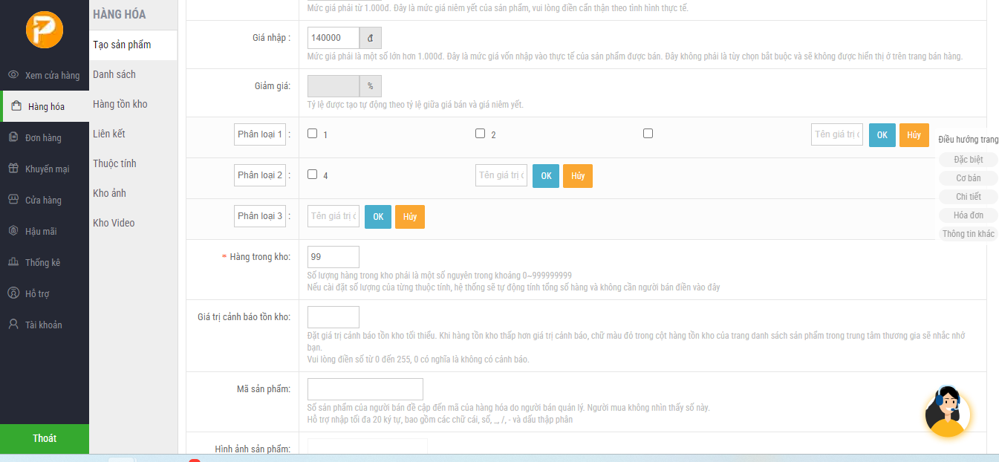 HÀNG HÓA
Tạo sản phẩm
Danh sách
Hàng tồn kho
Liên kết
Thuộc tính
Kho ảnh
Kho Video
Xem cửa hàng
Hàng hóa
Đơn hàng
Khuyến mại
Cửa hàng
Hậu mãi
Thống kê
Hỗ trợ
Tài khoản
Thoát
Mức giá phải từ 1.000đ. Đây là mức giá niêm yết của sản phẩm, vui lòng điền cẩn thận theo tình hình thực tế.
Giá nhập : 140000 đ
Mức giá phải là một số lớn hơn 1.000đ. Đây là mức giá vốn nhập vào thực tế của sản phẩm được bán. Đây không phải là tùy chọn bắt buộc và sẽ không được hiển thị ở trên trang bán hàng.
Giảm giá: %
Tỷ lệ được tạo tự động theo tỷ lệ giữa giá bán và giá niêm yết.
Phân loại 1 : 1 2 Tên giá trị OK Hủy
Phân loại 2 : 4 Tên giá trị OK Hủy
Phân loại 3 : Tên giá trị OK Hủy
* Hàng trong kho: 99
Số lượng hàng trong kho phải là một số nguyên trong khoảng 0~999999999
Nếu cài đặt số lượng của từng thuộc tính, hệ thống sẽ tự động tính tổng số hàng và không cần người bán điền vào đây
Giá trị cảnh báo tồn kho:
Đặt giá trị cảnh báo tồn kho tối thiểu. Khi hàng tồn kho thấp hơn giá trị cảnh báo, chữ màu đỏ trong cột hàng tồn kho của trang danh sách sản phẩm trong trung tâm thương gia sẽ nhắc nhở
bạn.
Vui lòng điền số từ 0 đến 255, 0 có nghĩa là không có cảnh báo.
Mã sản phẩm:
Số sản phẩm của người bán đề cập đến mã của hàng hóa do người bán quản lý. Người mua không nhìn thấy số này.
Hỗ trợ nhập tối đa 20 ký tự, bao gồm các chữ cái, số, _, /, - và dấu thập phân
Hình ảnh sản phẩm:
Điều hướng trang
Đặc biệt
Cơ bản
Chi tiết
Hóa đơn
Thông tin khác